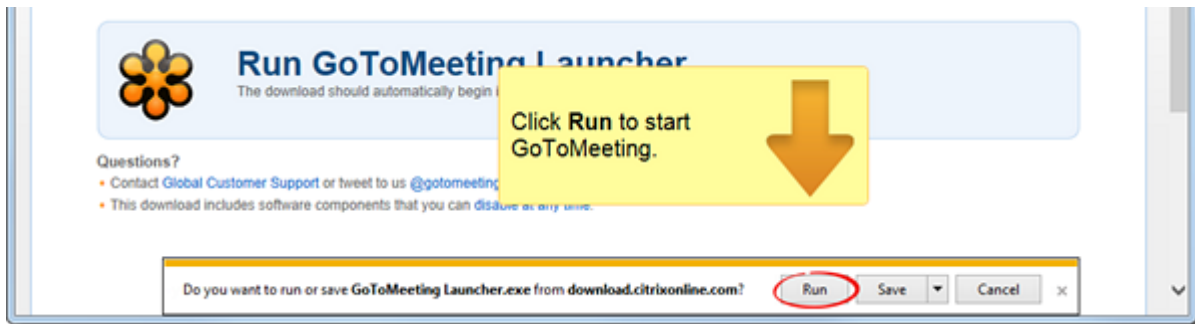 Run GoToMeeting Launcher
The download should automatically begin
Click Run to start
GoToMeeting.
Questions?
• Contact Global Customer Support or tweet to us @gotomeeting
• This download includes software components that you can disable at any time.
Do you want to run or save GoToMeeting Launcher.exe from download.citrixonline.com?
Run
Save
Cancel